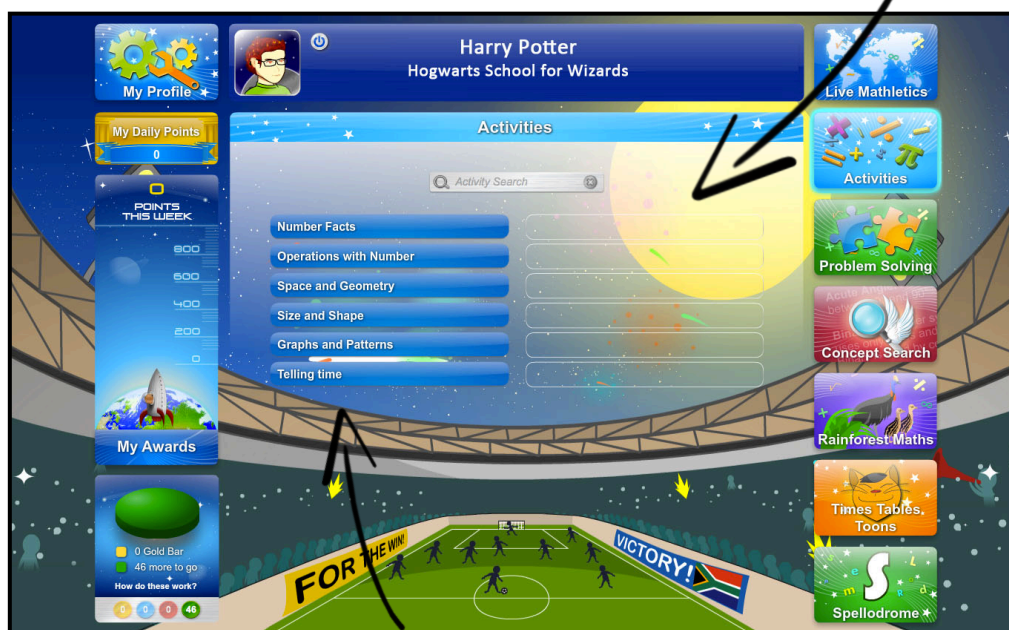 My Profile
Harry Potter
Hogwarts School for Wizards
Live Mathletics
My Daily Points
0
Activities
Activity Search
Activities
0
POINTS
THIS WEEK
800
600
400
200
0
Number Facts
Operations with Number
Space and Geometry
Size and Shape
Graphs and Patterns
Telling time
Problem Solving
Concept Search
Rainforest Maths
My Awards
Times Tables,
Toons
0 Gold Bar
46 more to go
How do these work?
0 0 0 46
FOR THE WIN!
VICTORY!
Spellodrome